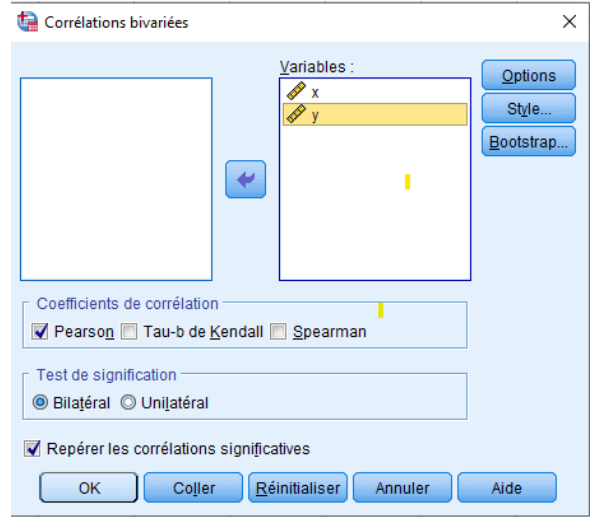 Corrélations bivariées
Variables :
x
y
Options
Style...
Bootstrap...
Coefficients de corrélation
Pearson Tau-b de Kendall Spearman
Test de signification
Bilatéral Unilatéral
Repérer les corrélations significatives
OK Coller Réinitialiser Annuler Aide